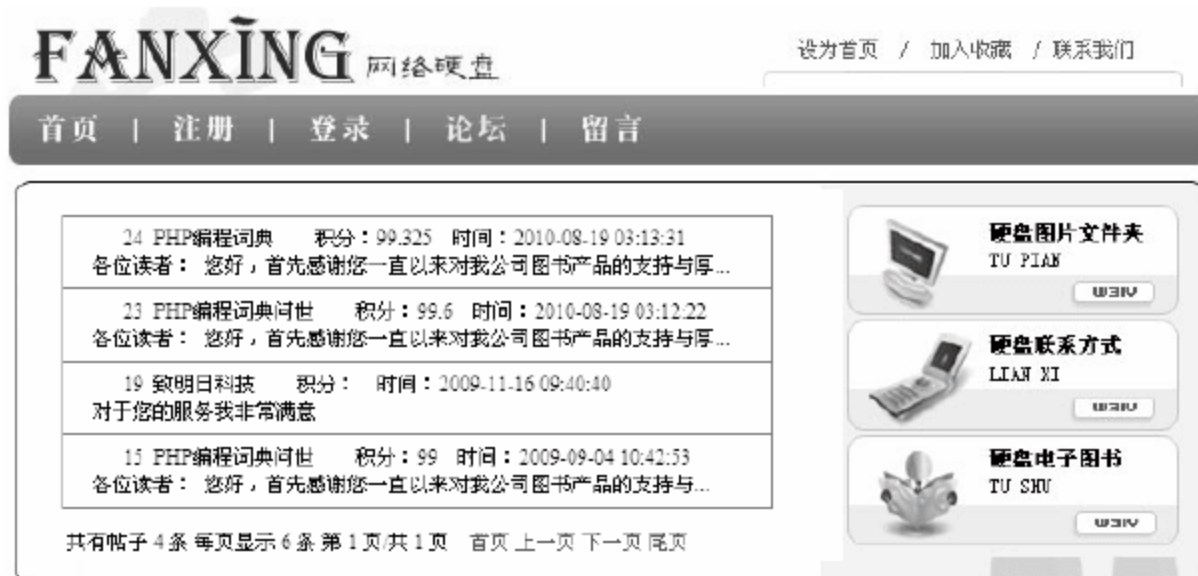 FANXING 网络硬盘
设为首页 / 加入收藏 / 联系我们
首页 | 注册 | 登录 | 论坛 | 留言
24 PHP编程词典 积分：99.325 时间：2010-08-19 03:13:31
各位读者： 您好，首先感谢您一直以来对我公司图书产品的支持与厚...
23 PHP编程词典问世 积分：99.6 时间：2010-08-19 03:12:22
各位读者： 您好，首先感谢您一直以来对我公司图书产品的支持与厚...
19 致明日科技 积分： 时间：2009-11-16 09:40:40
对于您的服务我非常满意
15 PHP编程词典问世 积分：99 时间：2009-09-04 10:42:53
各位读者： 您好，首先感谢您一直以来对我公司图书产品的支持与...
共有帖子 4 条 每页显示 6 条 第 1 页/共 1 页 首页 上一页 下一页 尾页
硬盘图片文件夹
TU PIAN
VIEW
硬盘联系方式
LIAN XI
VIEW
硬盘电子图书
TU SHU
VIEW